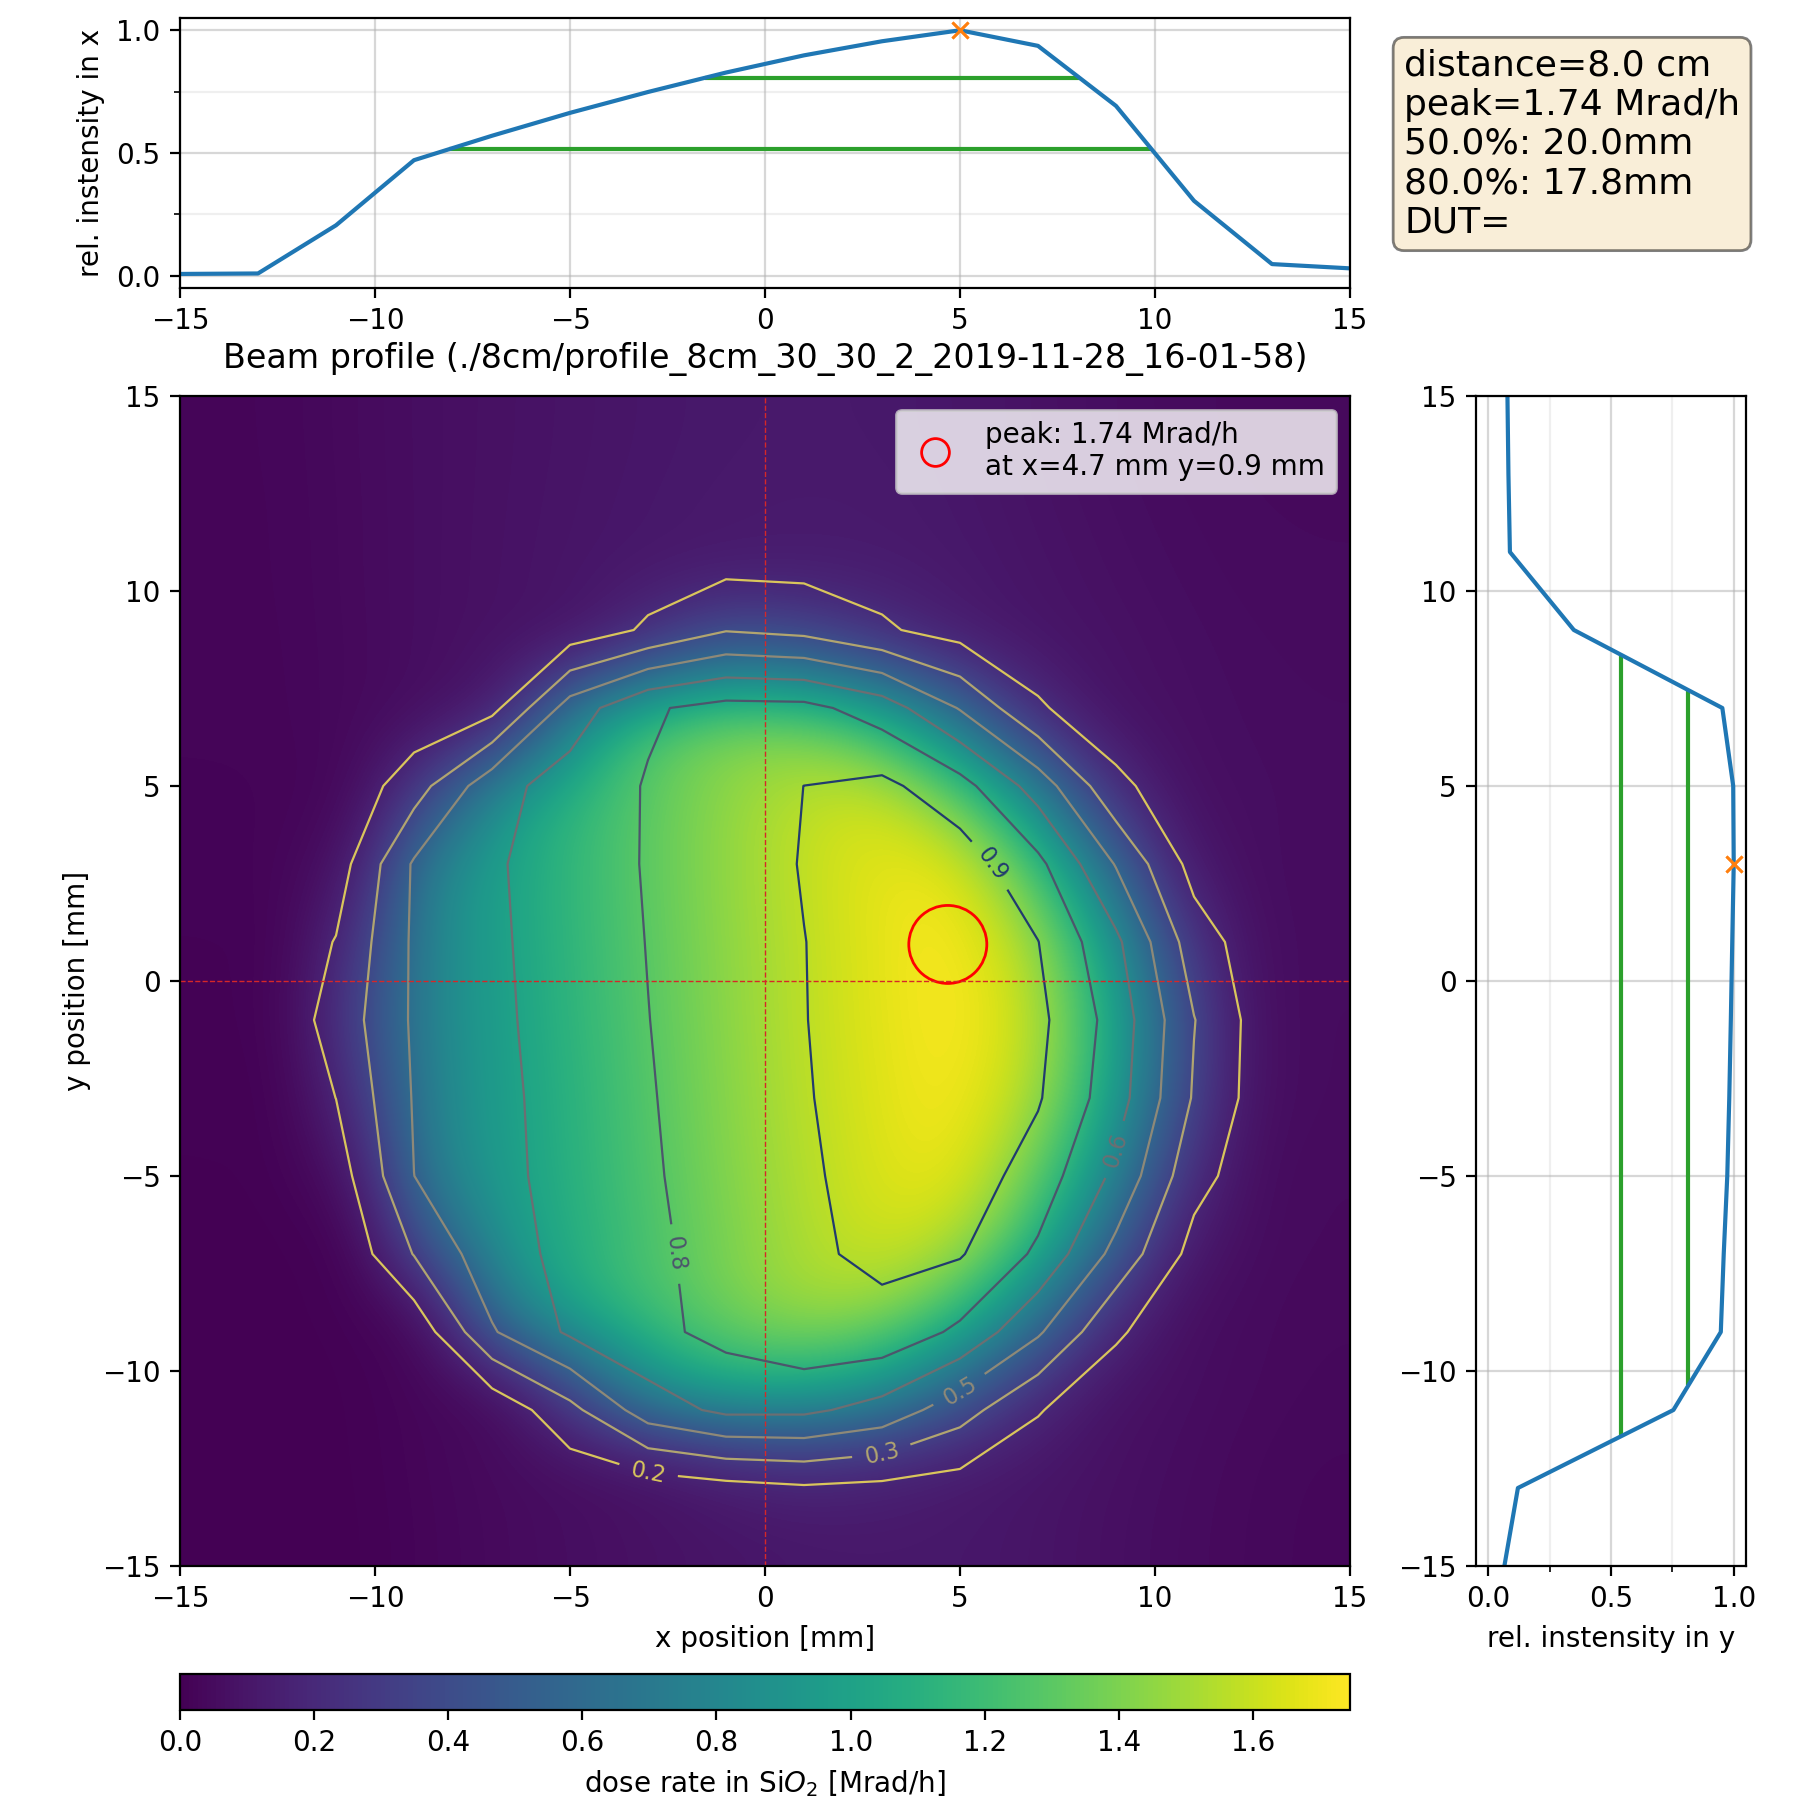 rel. instensity in x
1.0
0.5
0.0
−15 −10 −5 0 5 10 15
distance=8.0 cm
peak=1.74 Mrad/h
50.0%: 20.0mm
80.0%: 17.8mm
DUT=
Beam profile (./8cm/profile_8cm_30_30_2_2019-11-28_16-01-58)
peak: 1.74 Mrad/h
at x=4.7 mm y=0.9 mm
y position [mm]
15
10
5
0
−5
−10
−15
0.9
0.6
0.8
0.5
0.3
0.2
−15 −10 −5 0 5 10 15
x position [mm]
15
10
5
0
−5
−10
−15
0.0 0.5 1.0
rel. instensity in y
0.0 0.2 0.4 0.6 0.8 1.0 1.2 1.4 1.6
dose rate in SiO₂ [Mrad/h]